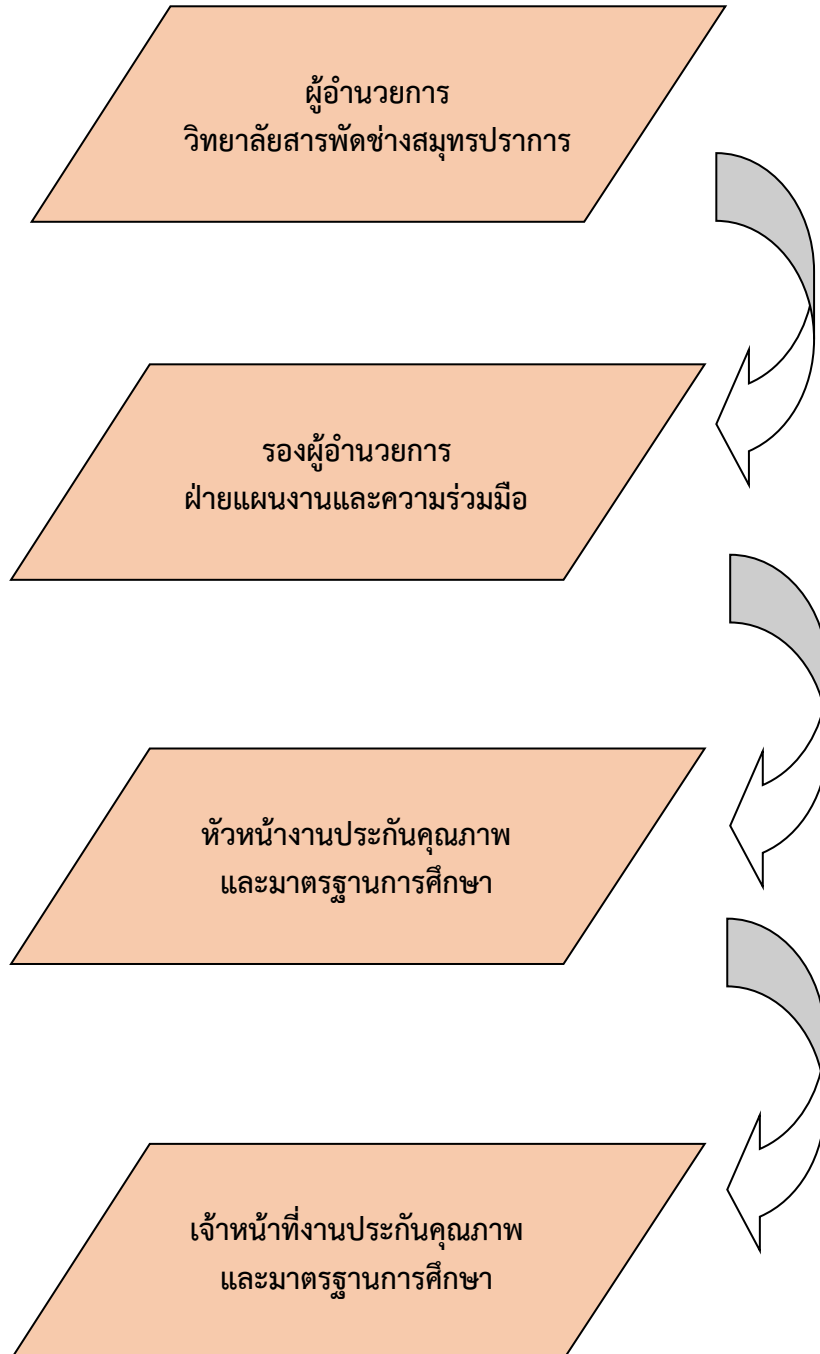 ผู้อำนวยการ
วิทยาลัยสารพัดช่างสมุทรปราการ
รองผู้อำนวยการ
ฝ่ายแผนงานและความร่วมมือ
หัวหน้างานประกันคุณภาพ
และมาตรฐานการศึกษา
เจ้าหน้าที่งานประกันคุณภาพ
และมาตรฐานการศึกษา